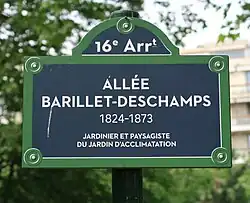 16e Arrt
ALLÉE
BARILLET-DESCHAMPS
1824-1873
JARDINIER ET PAYSAGISTE
DU JARDIN D'ACCLIMATATION